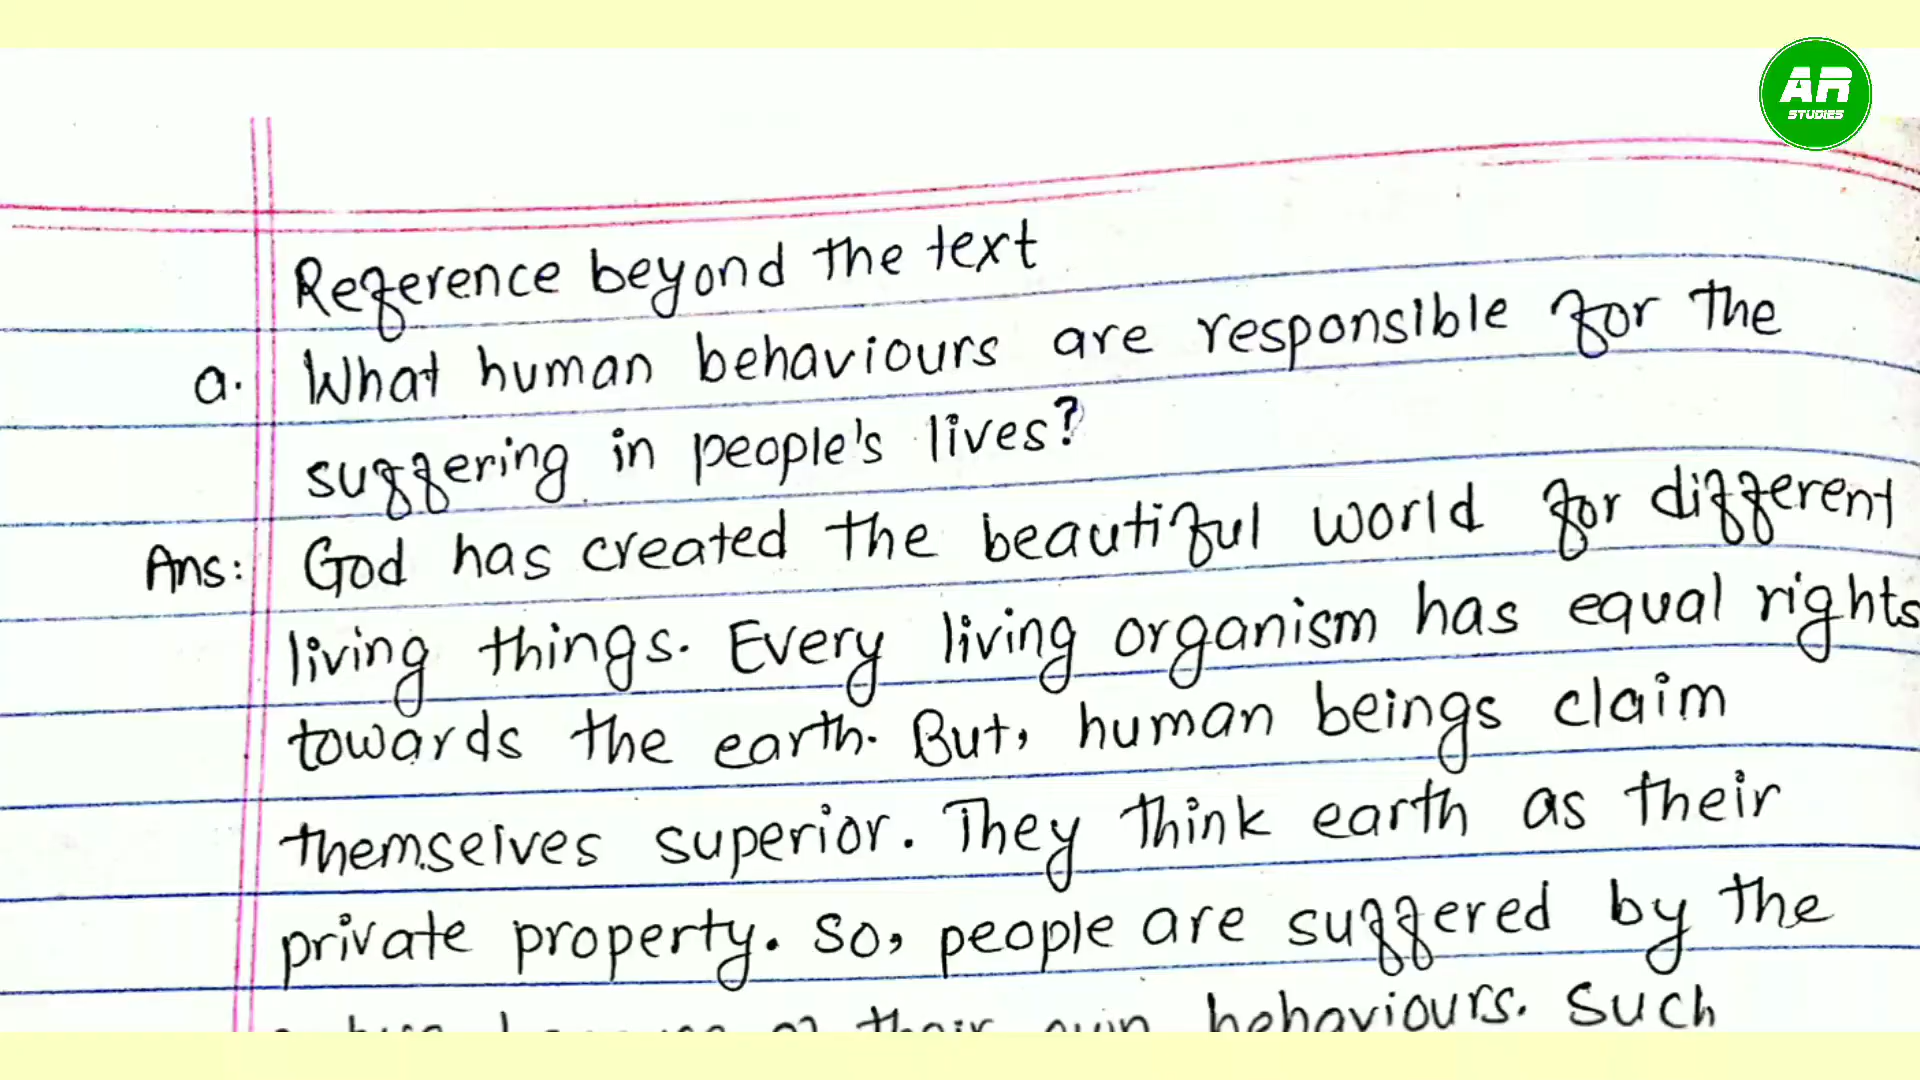 AR
STUDIES
Reference beyond the text
a. What human behaviours are responsible for the
suffering in people's lives?
Ans: God has created the beautiful world for different
living things. Every living organism has equal rights
towards the earth. But, human beings claim
themselves superior. They think earth as their
private property. So, people are suffered by the
their own behaviours. Such